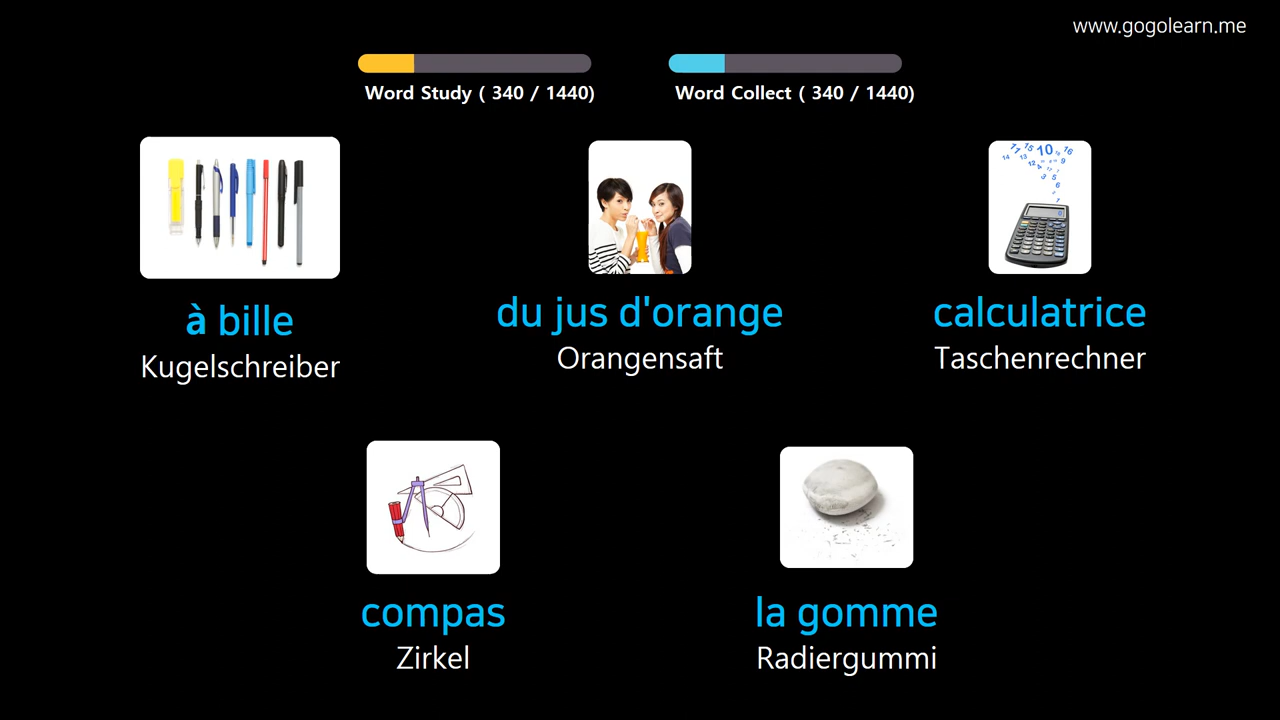 www.gogolearn.me
Word Study ( 340 / 1440)
Word Collect ( 340 / 1440)
à bille
Kugelschreiber
du jus d'orange
Orangensaft
calculatrice
Taschenrechner
compas
Zirkel
la gomme
Radiergummi